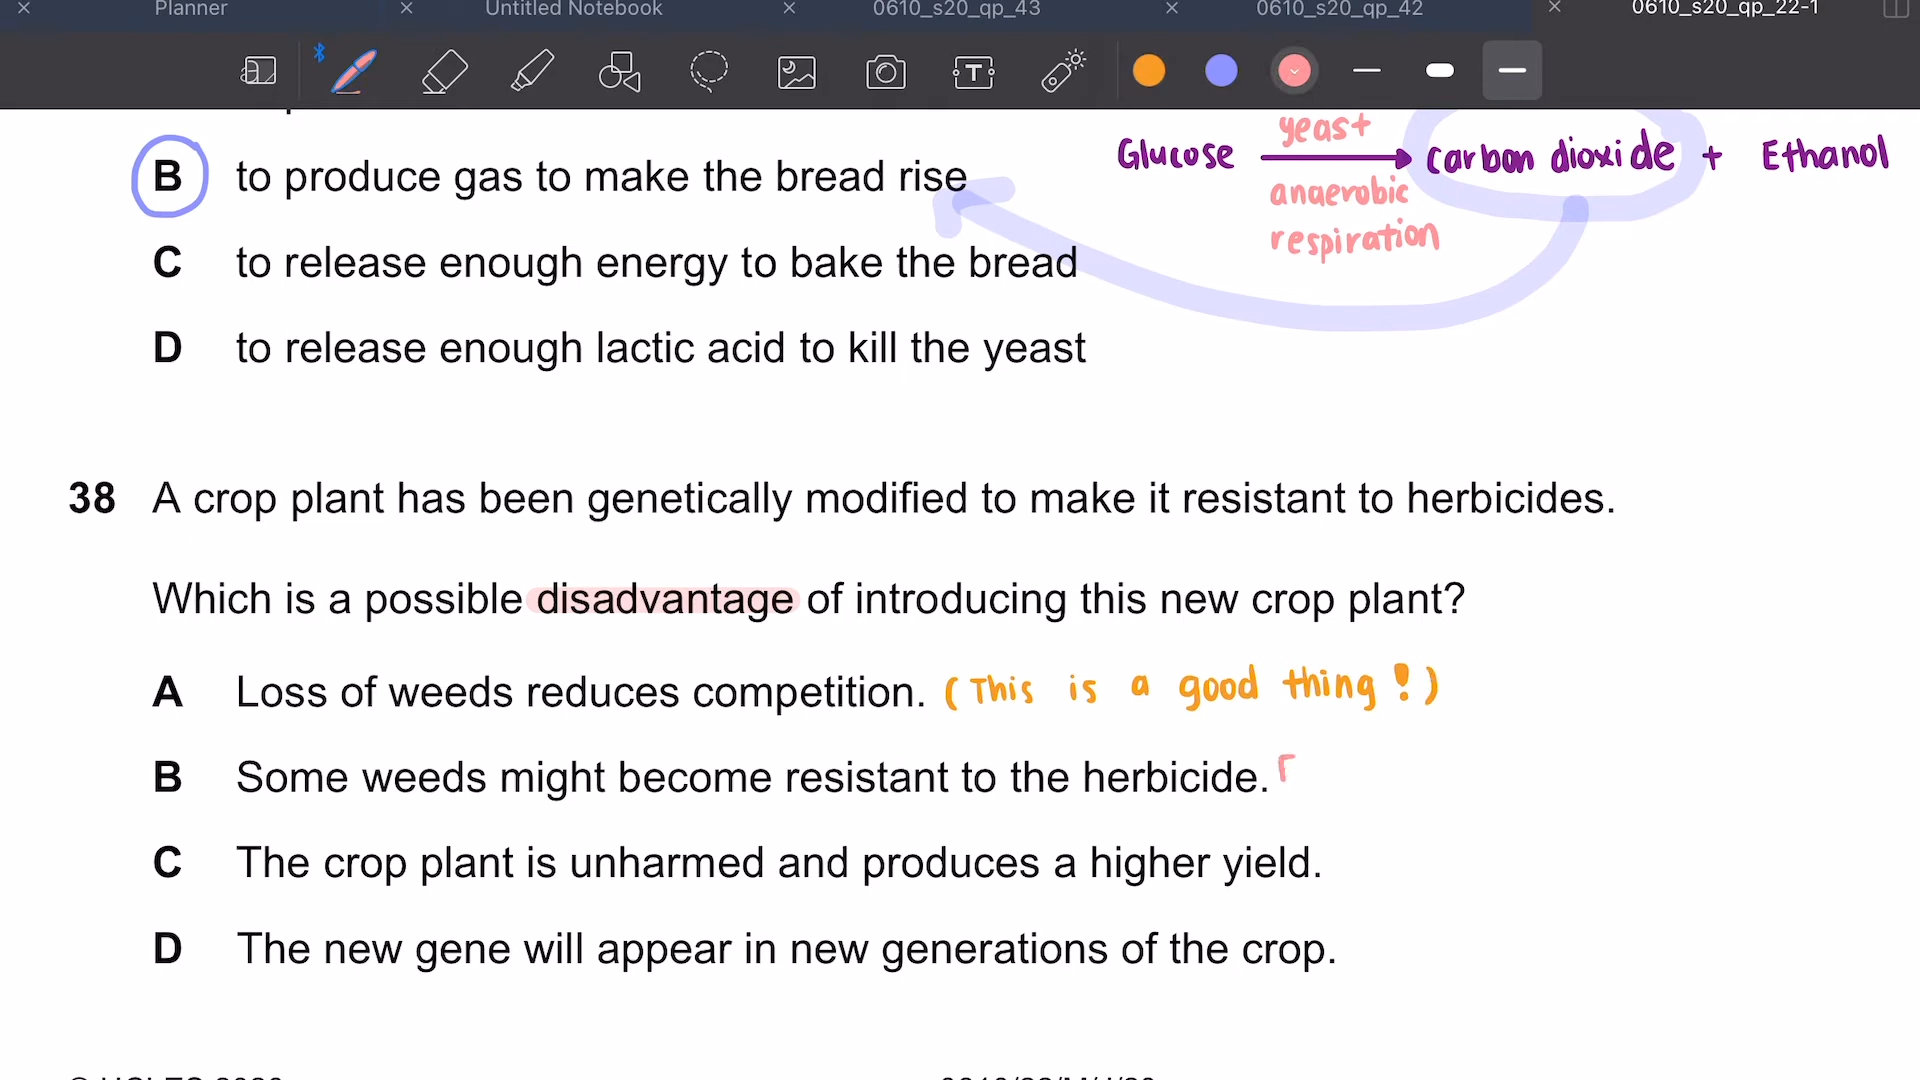 Planner
Untitled Notebook
0610_s20_qp_43
0610_s20_qp_42
0610_s20_qp_22-1
T
B to produce gas to make the bread rise
Glucose yeast carbon dioxide + Ethanol
anaerobic
respiration
C to release enough energy to bake the bread
D to release enough lactic acid to kill the yeast
38 A crop plant has been genetically modified to make it resistant to herbicides.
Which is a possible disadvantage of introducing this new crop plant?
A Loss of weeds reduces competition. (This is a good thing!)
B Some weeds might become resistant to the herbicide.
C The crop plant is unharmed and produces a higher yield.
D The new gene will appear in new generations of the crop.